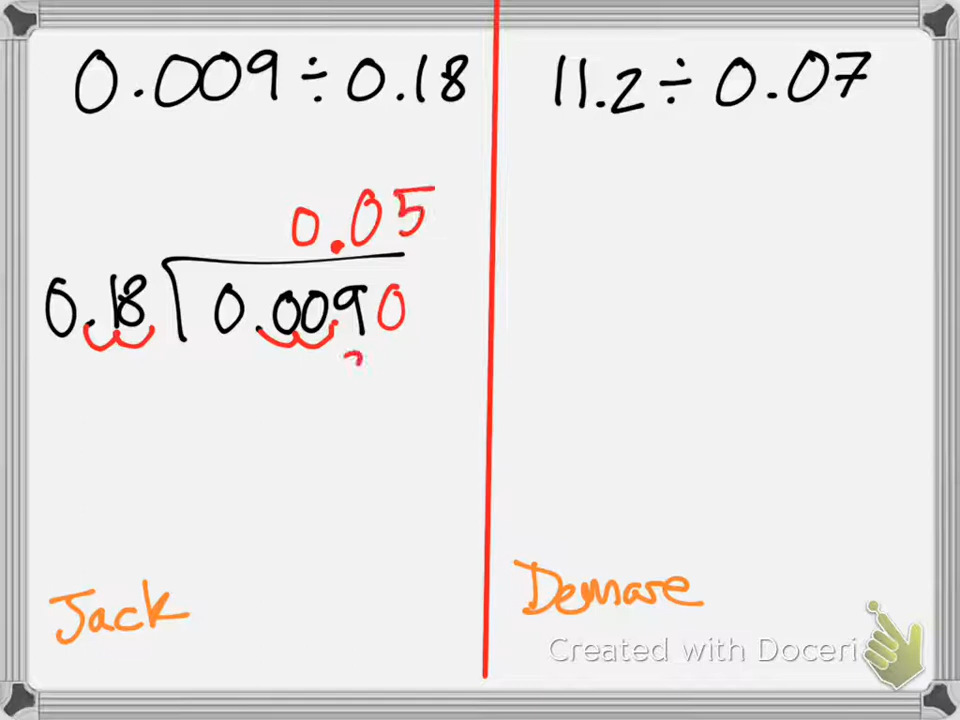 0.009 ÷ 0.18
0.05
0.18 0.0090
Jack
11.2 ÷ 0.07
Demare
Created with Doceri